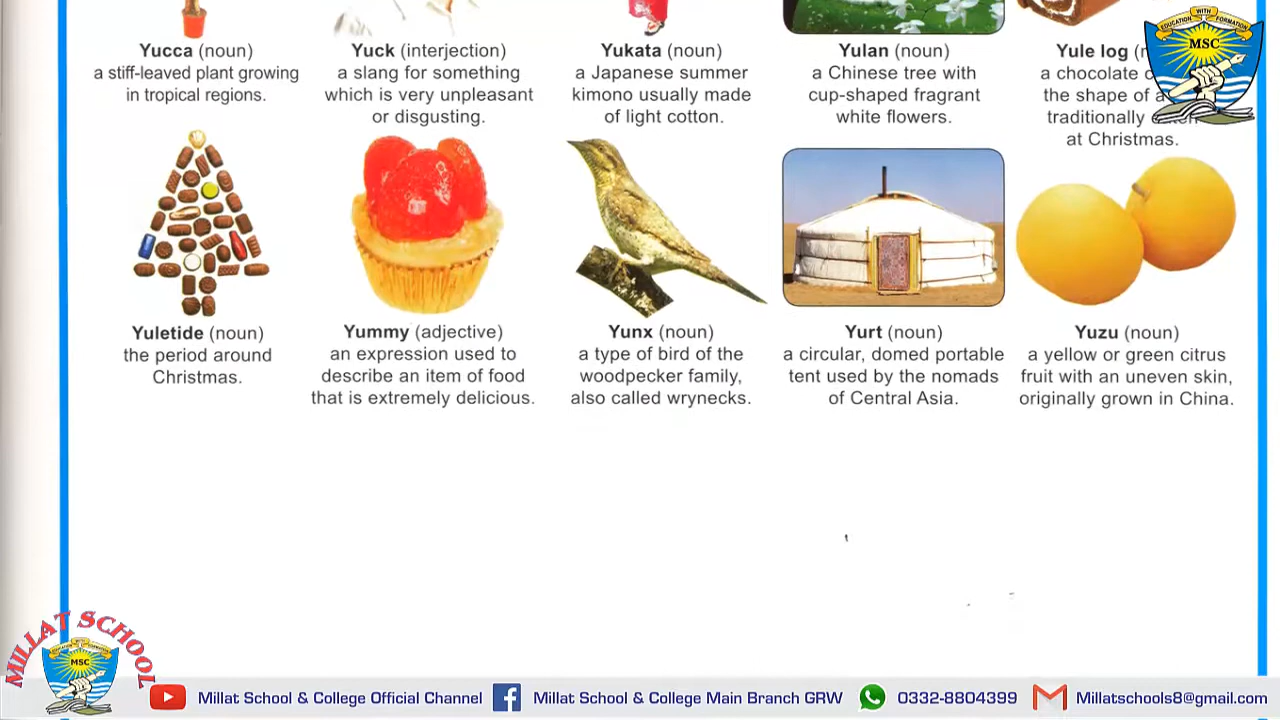 Yucca (noun)
a stiff-leaved plant growing
in tropical regions.
Yuck (interjection)
a slang for something
which is very unpleasant
or disgusting.
Yukata (noun)
a Japanese summer
kimono usually made
of light cotton.
Yulan (noun)
a Chinese tree with
cup-shaped fragrant
white flowers.
Yule log
a chocolate
the shape of a
traditionally
at Christmas.
EDUCATION WITH FORMATION
MSC
Yuletide (noun)
the period around
Christmas.
Yummy (adjective)
an expression used to
describe an item of food
that is extremely delicious.
Yunx (noun)
a type of bird of the
woodpecker family,
also called wrynecks.
Yurt (noun)
a circular, domed portable
tent used by the nomads
of Central Asia.
Yuzu (noun)
a yellow or green citrus
fruit with an uneven skin,
originally grown in China.
MILLAT SCHOOL
MSC
Millat School & College Official Channel
Millat School & College Main Branch GRW
0332-8804399
Millatschools8@gmail.com